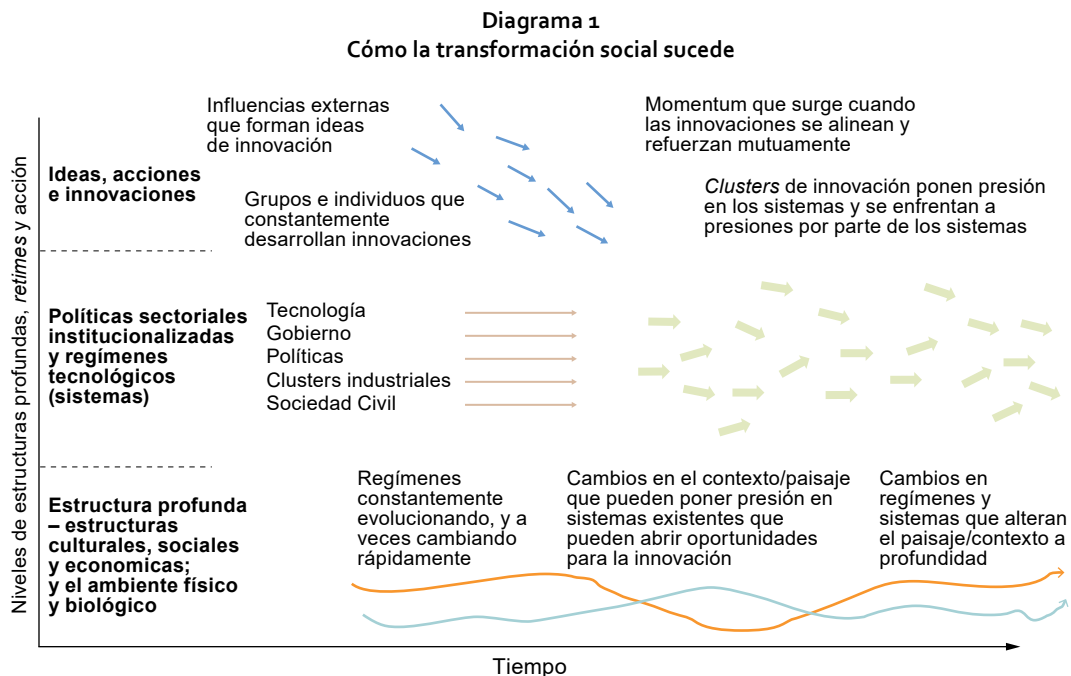 Diagrama 1
Cómo la transformación social sucede
Niveles de estructuras profundas, retimes y acción
Ideas, acciones
e innovaciones
Influencias externas
que forman ideas
de innovación
Grupos e individuos que
constantemente
desarrollan innovaciones
Momentum que surge cuando
las innovaciones se alinean y
refuerzan mutuamente
Clusters de innovación ponen presión
en los sistemas y se enfrentan a
presiones por parte de los sistemas
Políticas sectoriales
institucionalizadas
y regímenes
tecnológicos
(sistemas)
Tecnología
Gobierno
Políticas
Clusters industriales
Sociedad Civil
Estructura profunda
– estructuras
culturales, sociales
y economicas;
y el ambiente físico
y biológico
Regímenes
constantemente
evolucionando, y a
veces cambiando
rápidamente
Cambios en el contexto/paisaje
que pueden poner presión en
sistemas existentes que
pueden abrir oportunidades
para la innovación
Cambios en
regímenes y
sistemas que alteran
el paisaje/contexto a
profundidad
Tiempo